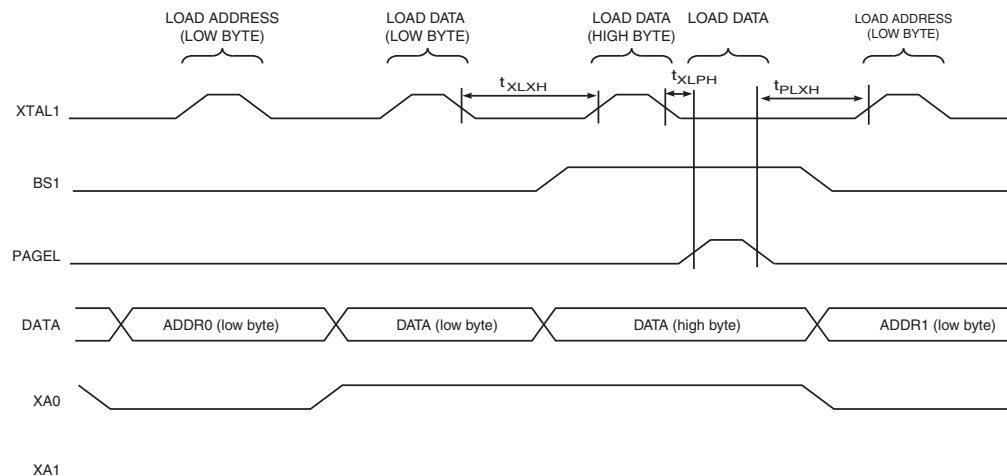 LOAD ADDRESS
(LOW BYTE)
LOAD DATA
(LOW BYTE)
LOAD DATA
(HIGH BYTE)
LOAD DATA
LOAD ADDRESS
(LOW BYTE)
tXLXH
tXLPH
tPLXH
XTAL1
BS1
PAGEL
DATA
ADDR0 (low byte)
DATA (low byte)
DATA (high byte)
ADDR1 (low byte)
XA0
XA1